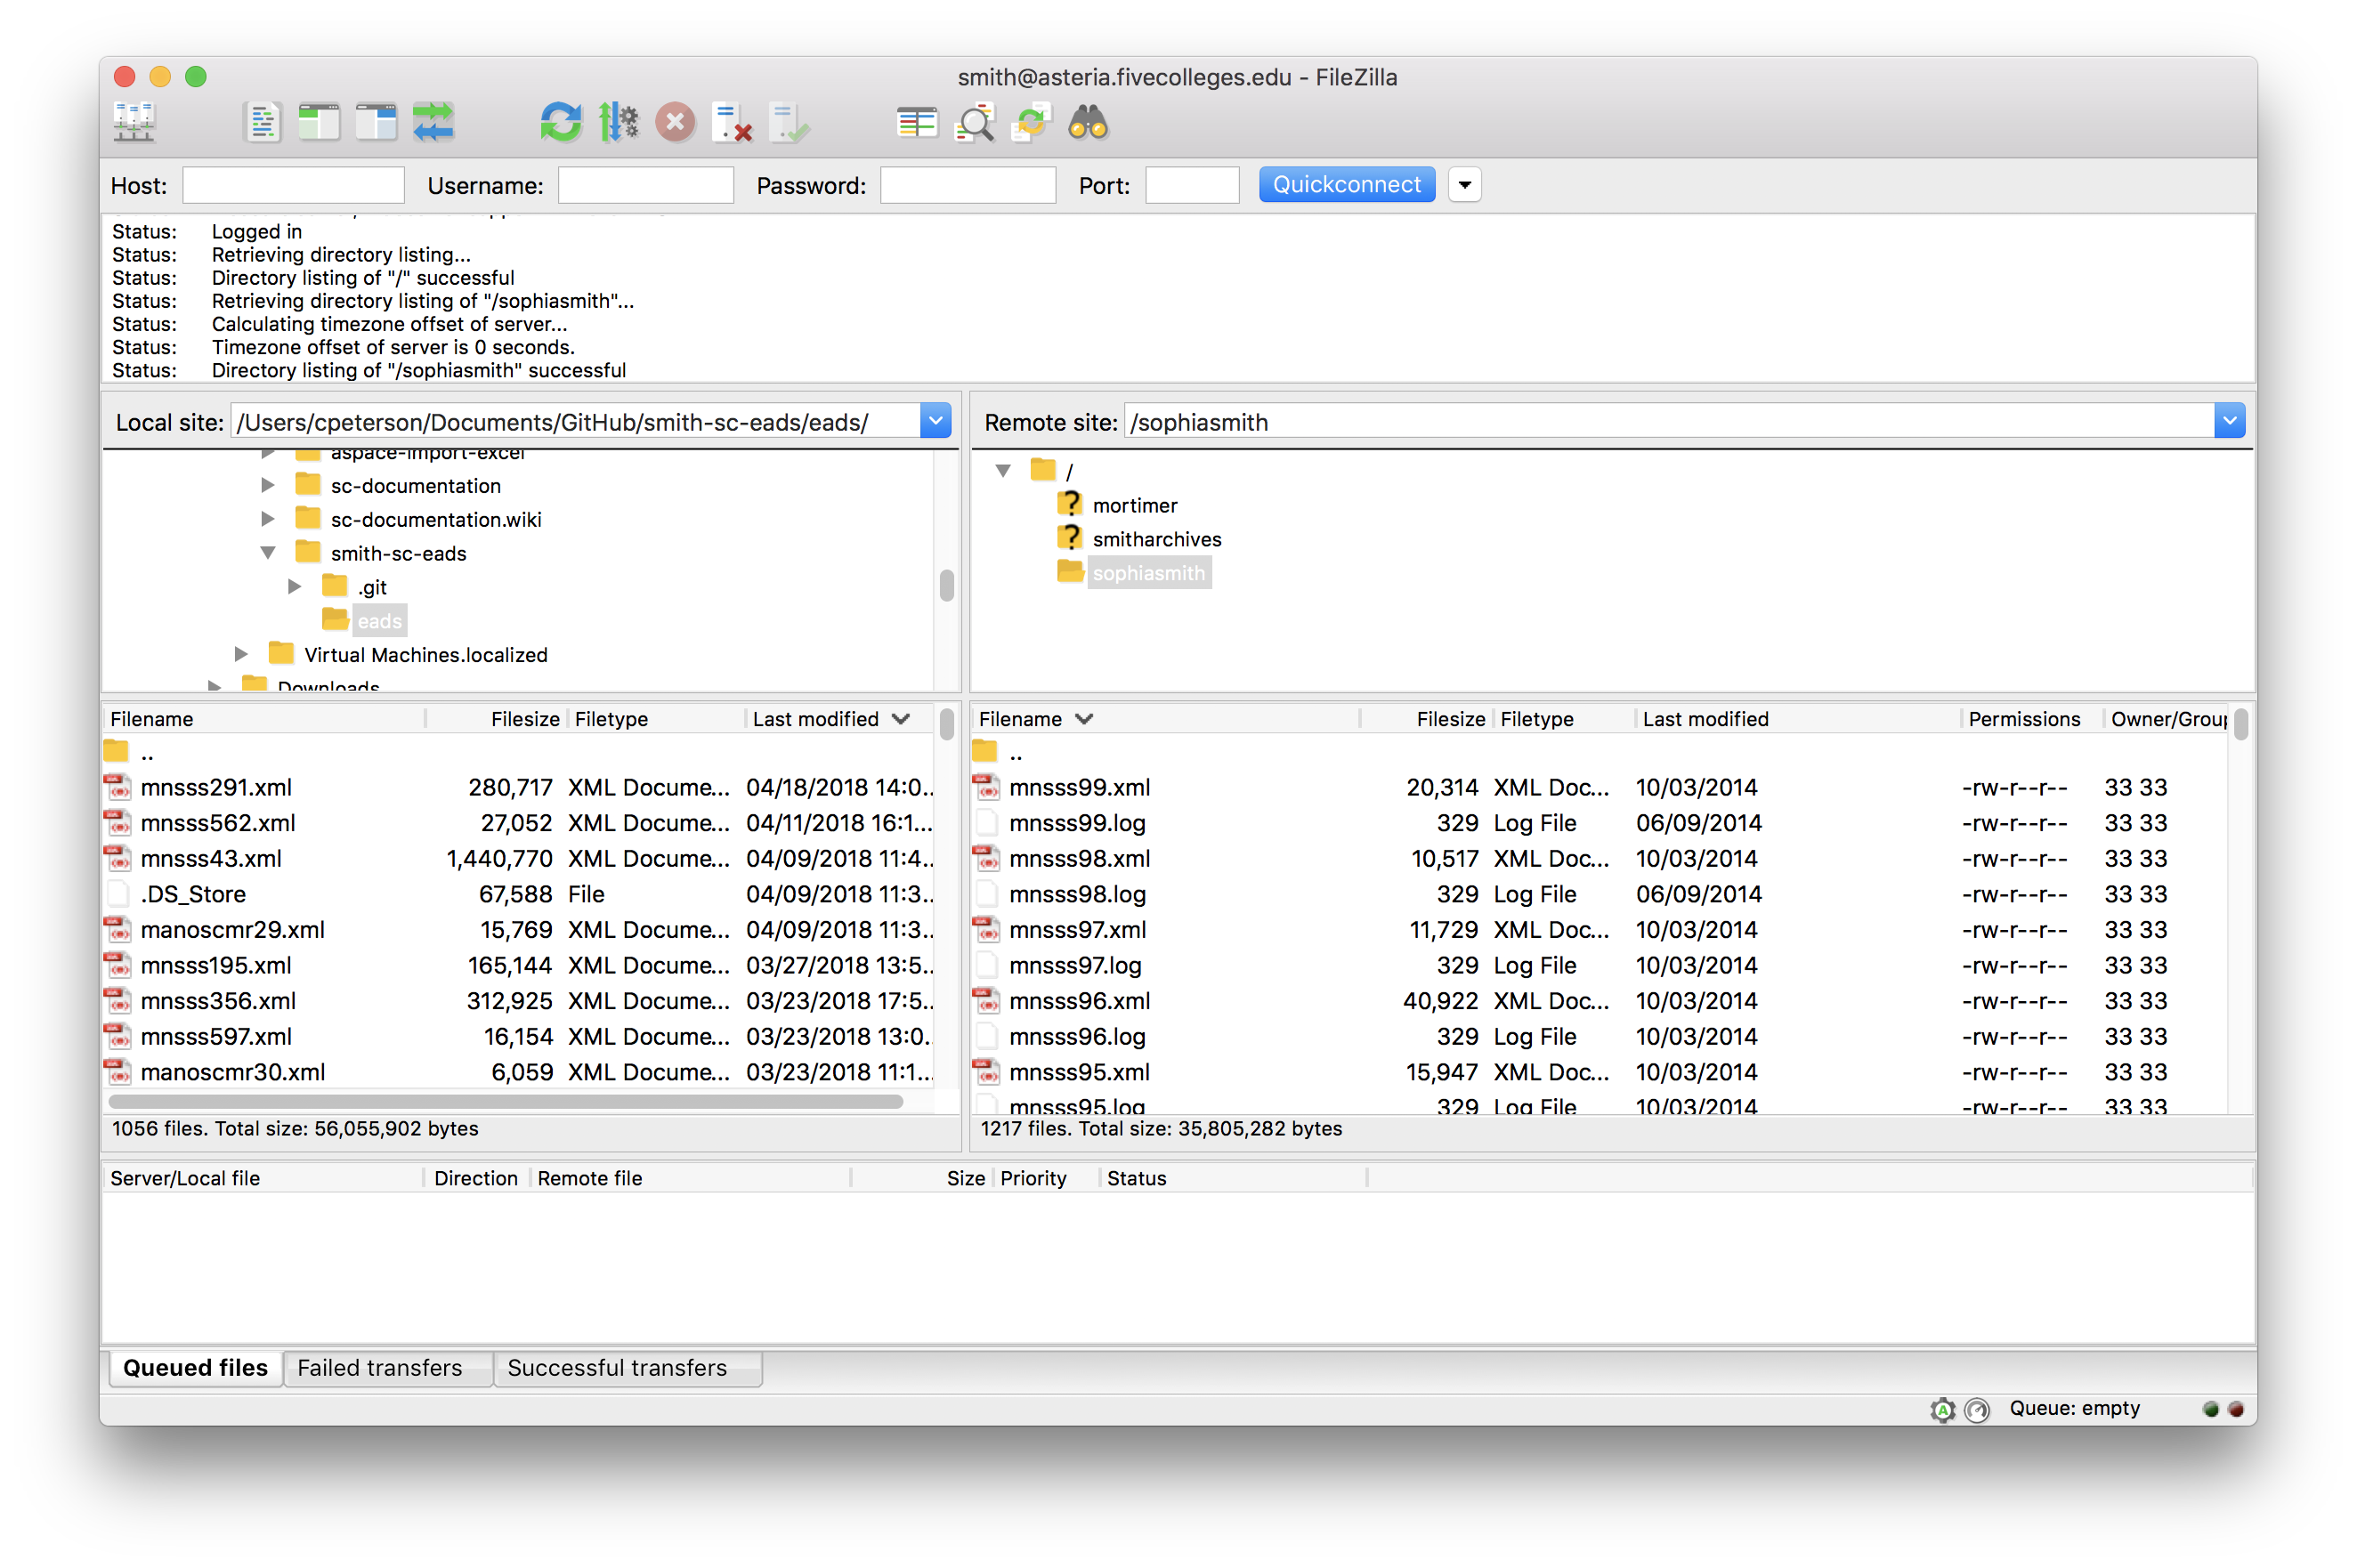 smith@asteria.fivecolleges.edu - FileZilla
Host: Username: Password: Port: Quickconnect
Status: Logged in
Status: Retrieving directory listing...
Status: Directory listing of "/" successful
Status: Retrieving directory listing of "/sophiasmith"...
Status: Calculating timezone offset of server...
Status: Timezone offset of server is 0 seconds.
Status: Directory listing of "/sophiasmith" successful
Local site: /Users/cpeterson/Documents/GitHub/smith-sc-eads/eads/
aspace-import-excel
sc-documentation
sc-documentation.wiki
smith-sc-eads
.git
eads
Virtual Machines.localized
Downloads
Remote site: /sophiasmith
/
mortimer
smitharchives
sophiasmith
Filename Filesize Filetype Last modified
..
mnsss291.xml 280,717 XML Docume... 04/18/2018 14:0..
mnsss562.xml 27,052 XML Docume... 04/11/2018 16:1...
mnsss43.xml 1,440,770 XML Docume... 04/09/2018 11:4..
.DS_Store 67,588 File 04/09/2018 11:3..
manoscmr29.xml 15,769 XML Docume... 04/09/2018 11:3..
mnsss195.xml 165,144 XML Docume... 03/27/2018 13:5..
mnsss356.xml 312,925 XML Docume... 03/23/2018 17:5..
mnsss597.xml 16,154 XML Docume... 03/23/2018 13:0.
manoscmr30.xml 6,059 XML Docume... 03/23/2018 11:1...
1056 files. Total size: 56,055,902 bytes
Filename Filesize Filetype Last modified Permissions Owner/Group
..
mnsss99.xml 20,314 XML Doc... 10/03/2014 -rw-r--r-- 33 33
mnsss99.log 329 Log File 06/09/2014 -rw-r--r-- 33 33
mnsss98.xml 10,517 XML Doc... 10/03/2014 -rw-r--r-- 33 33
mnsss98.log 329 Log File 06/09/2014 -rw-r--r-- 33 33
mnsss97.xml 11,729 XML Doc... 10/03/2014 -rw-r--r-- 33 33
mnsss97.log 329 Log File 10/03/2014 -rw-r--r-- 33 33
mnsss96.xml 40,922 XML Doc... 10/03/2014 -rw-r--r-- 33 33
mnsss96.log 329 Log File 10/03/2014 -rw-r--r-- 33 33
mnsss95.xml 15,947 XML Doc... 10/03/2014 -rw-r--r-- 33 33
mnsss95.log 329 Log File 10/03/2014 -rw-r--r-- 33 33
1217 files. Total size: 35,805,282 bytes
Server/Local file Direction Remote file Size Priority Status
Queued files Failed transfers Successful transfers
Queue: empty